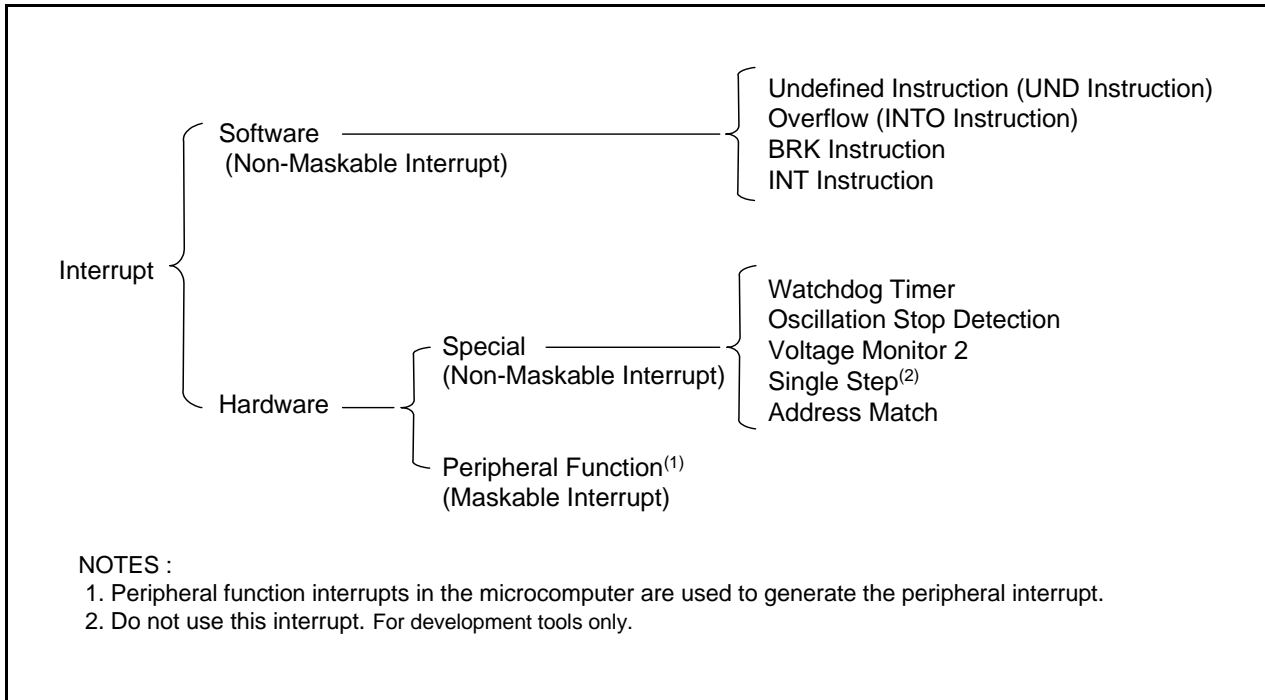 Interrupt
Software
(Non-Maskable Interrupt)
Undefined Instruction (UND Instruction)
Overflow (INTO Instruction)
BRK Instruction
INT Instruction
Hardware
Special
(Non-Maskable Interrupt)
Watchdog Timer
Oscillation Stop Detection
Voltage Monitor 2
Single Step(2)
Address Match
Peripheral Function(1)
(Maskable Interrupt)
NOTES :
1. Peripheral function interrupts in the microcomputer are used to generate the peripheral interrupt.
2. Do not use this interrupt. For development tools only.